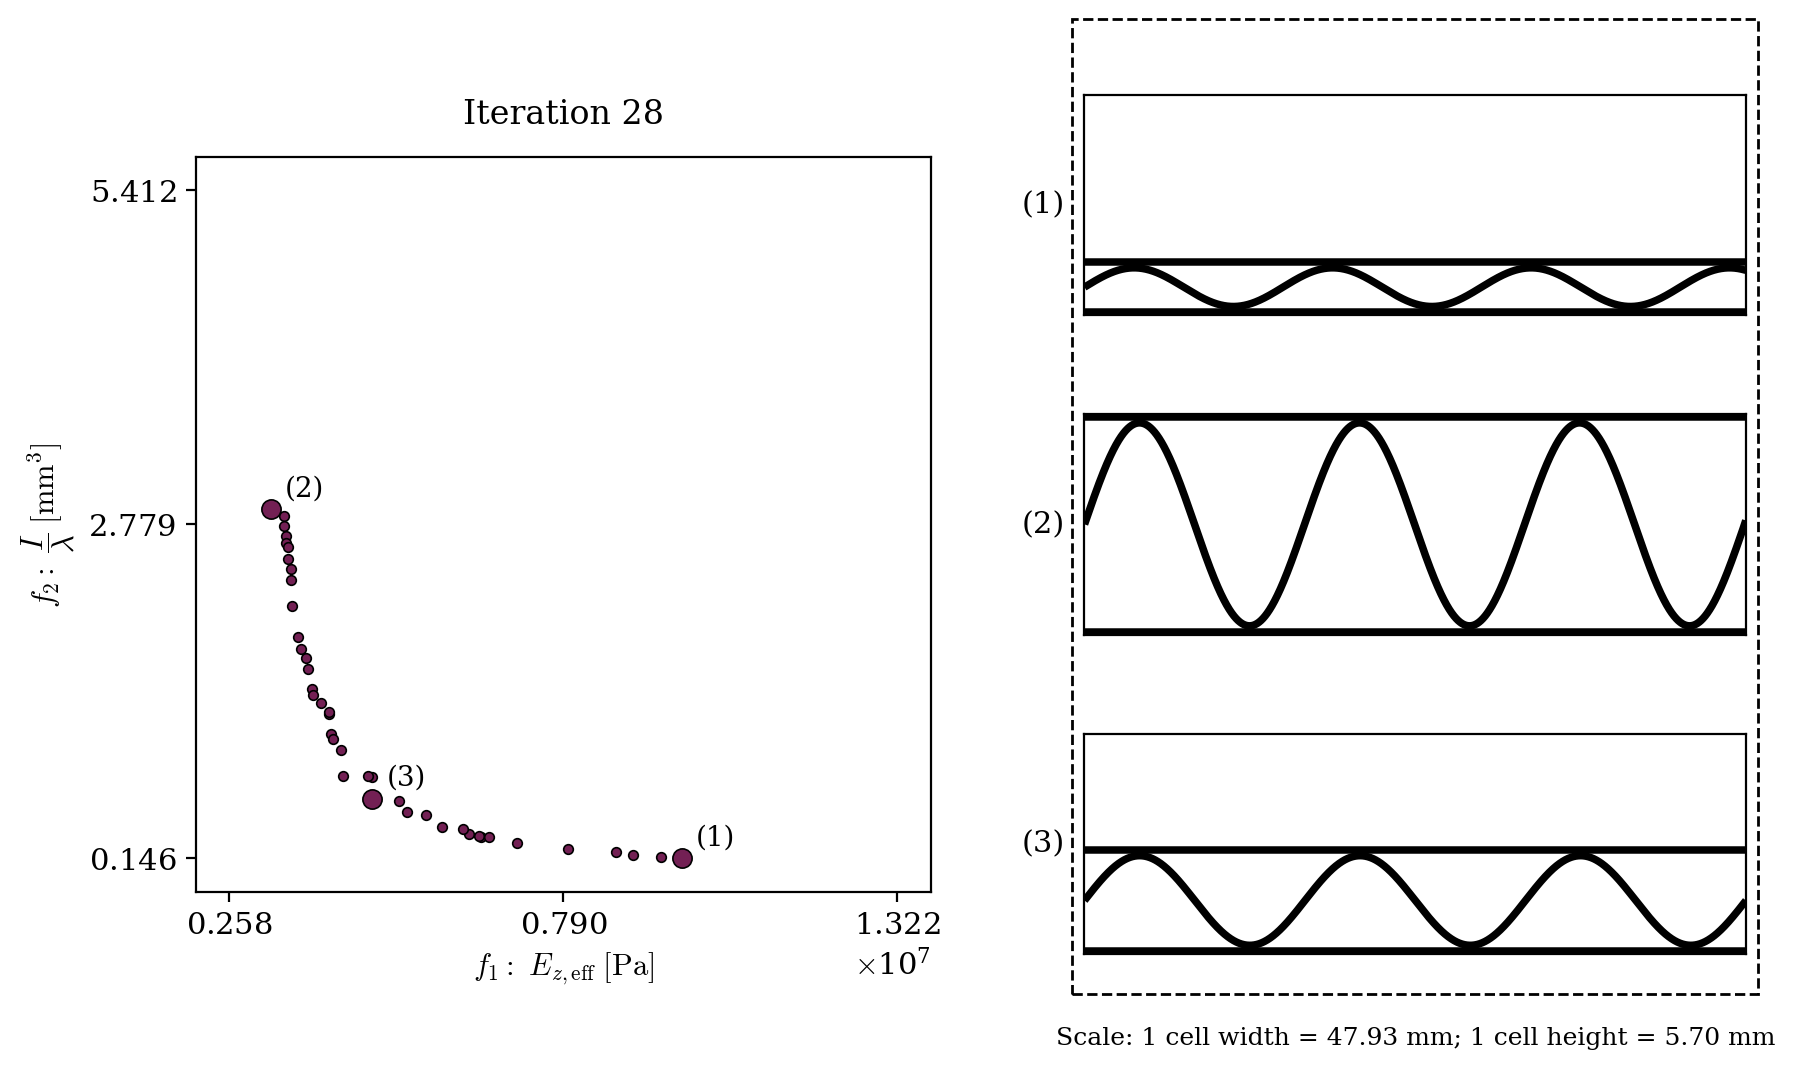 Iteration 28
5.412
2.779
0.146
f₂ : I/λ [mm³]
(2)
(3)
(1)
0.258 0.790 1.322
×10⁷
f₁ : E_{z,eff} [Pa]
(1)
(2)
(3)
Scale: 1 cell width = 47.93 mm; 1 cell height = 5.70 mm